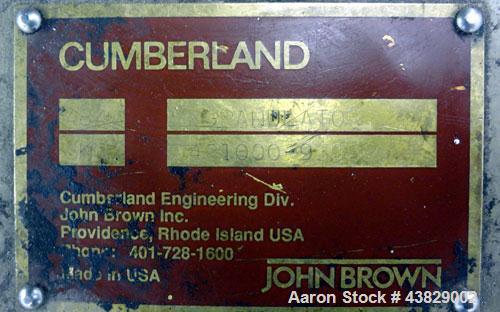 CUMBERLAND
GRANULATOR
Cumberland Engineering Div.
John Brown Inc.
Providence, Rhode Island USA
Phone: 401-728-1600
Made in USA
JOHN BROWN
Aaron Stock # 43829002